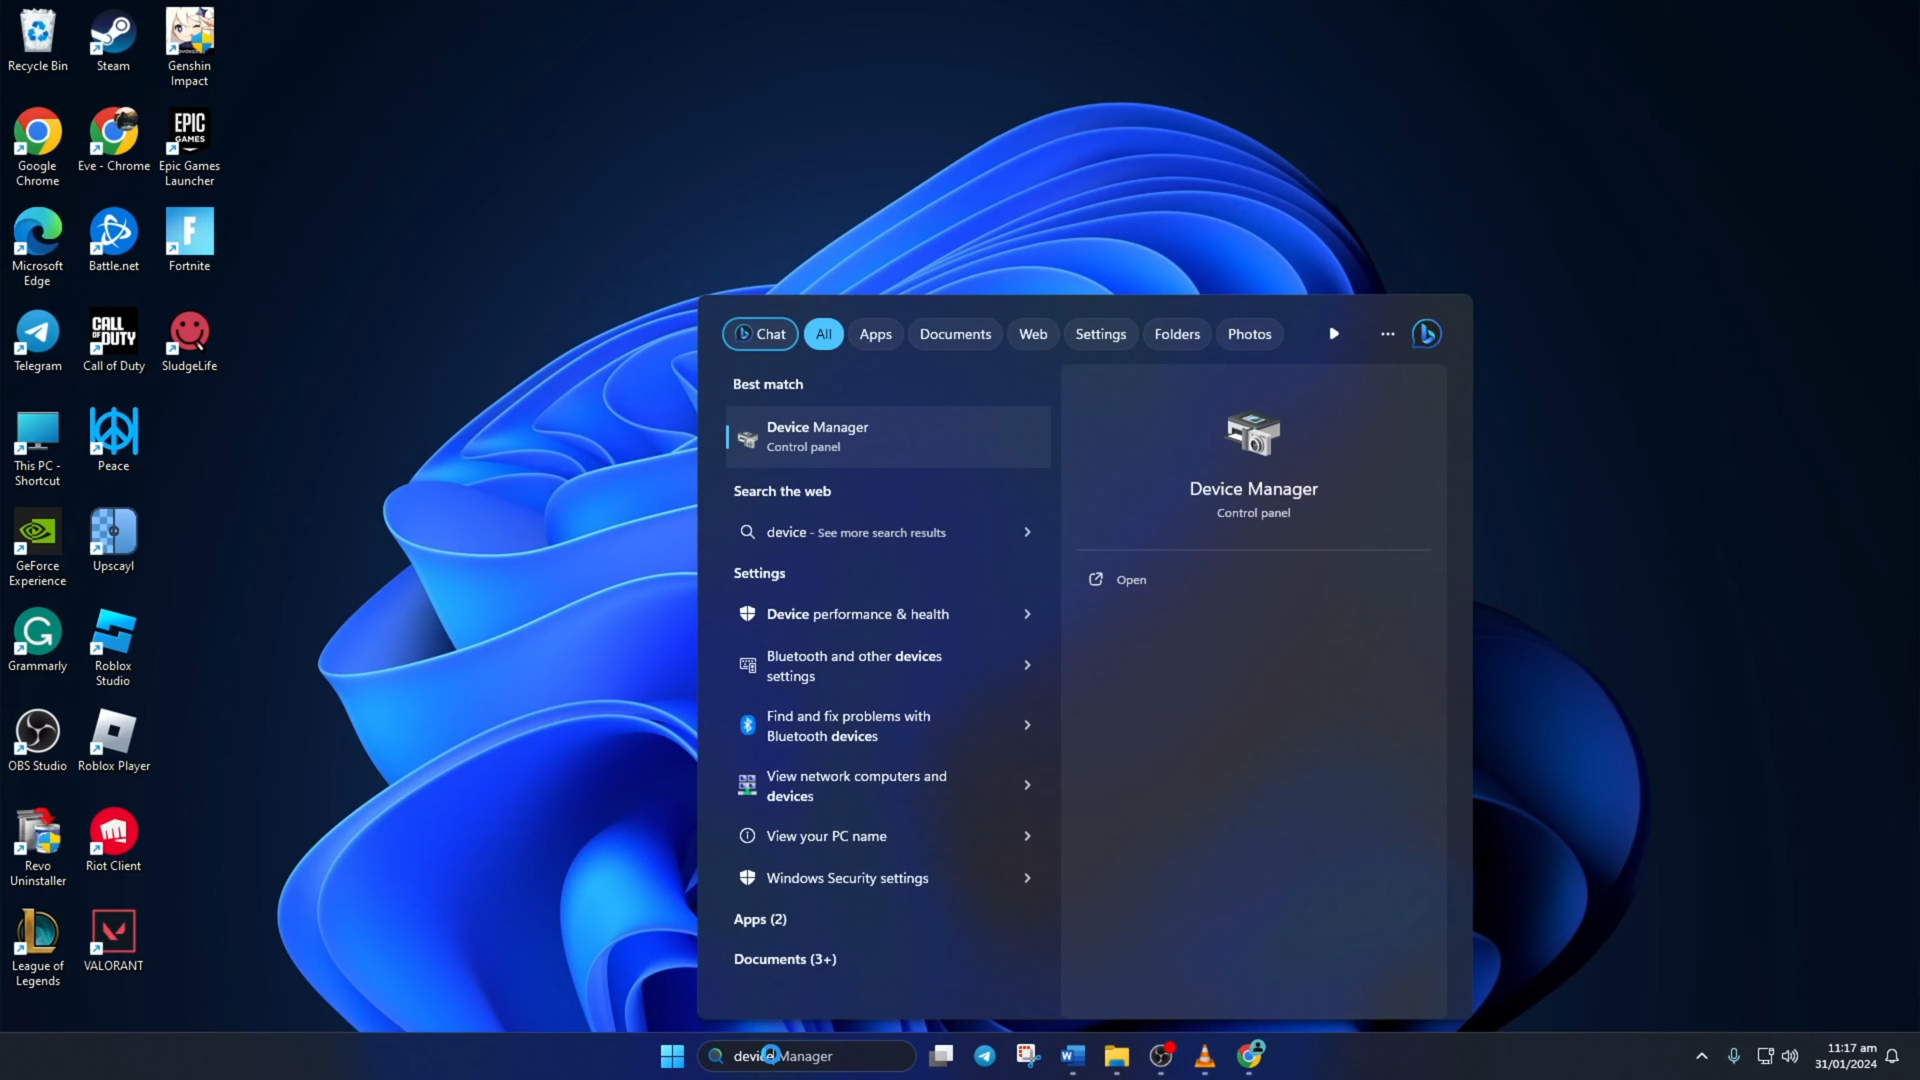 Recycle Bin
Steam
Genshin
Impact
Google
Chrome
Eve - Chrome
EPIC
GAMES
Epic Games
Launcher
Microsoft
Edge
Battle.net
F
Fortnite
Telegram
CALL
OF DUTY
Call of Duty
SludgeLife
This PC -
Shortcut
Peace
GeForce
Experience
Upscayl
Grammarly
Roblox
Studio
OBS Studio
Roblox Player
Revo
Uninstaller
Riot Client
League of
Legends
VALORANT
Chat
All
Apps
Documents
Web
Settings
Folders
Photos
Best match
Device Manager
Control panel
Search the web
device - See more search results
Settings
Device performance & health
Bluetooth and other devices
settings
Find and fix problems with
Bluetooth devices
View network computers and
devices
View your PC name
Windows Security settings
Apps (2)
Documents (3+)
Device Manager
Control panel
Open
device Manager
11:17 am
31/01/2024